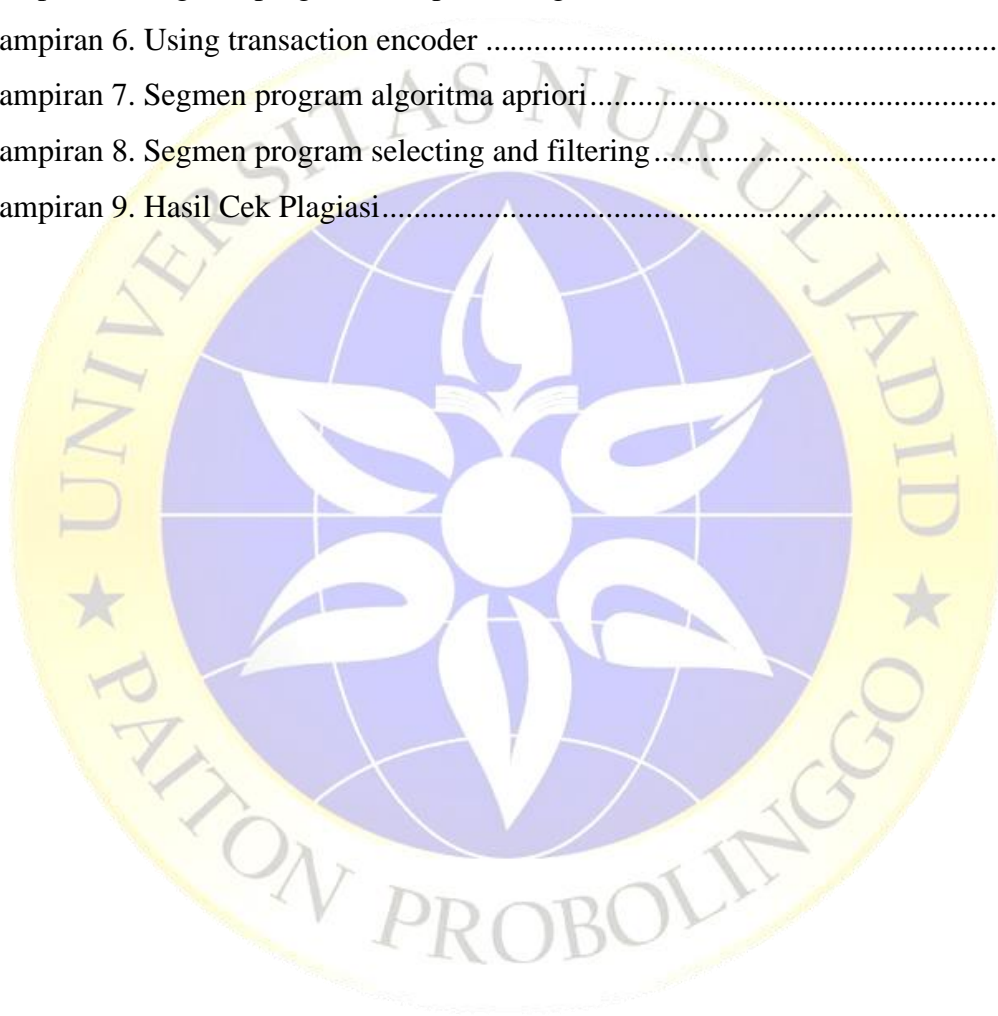 ampiran 6. Using transaction encoder ................................................................
ampiran 7. Segmen program algoritma apriori...................................................
ampiran 8. Segmen program selecting and filtering...........................................
ampiran 9. Hasil Cek Plagiasi.............................................................................
UNIVERSITAS NURUL JADID
★ PAITON PROBOLINGGO ★